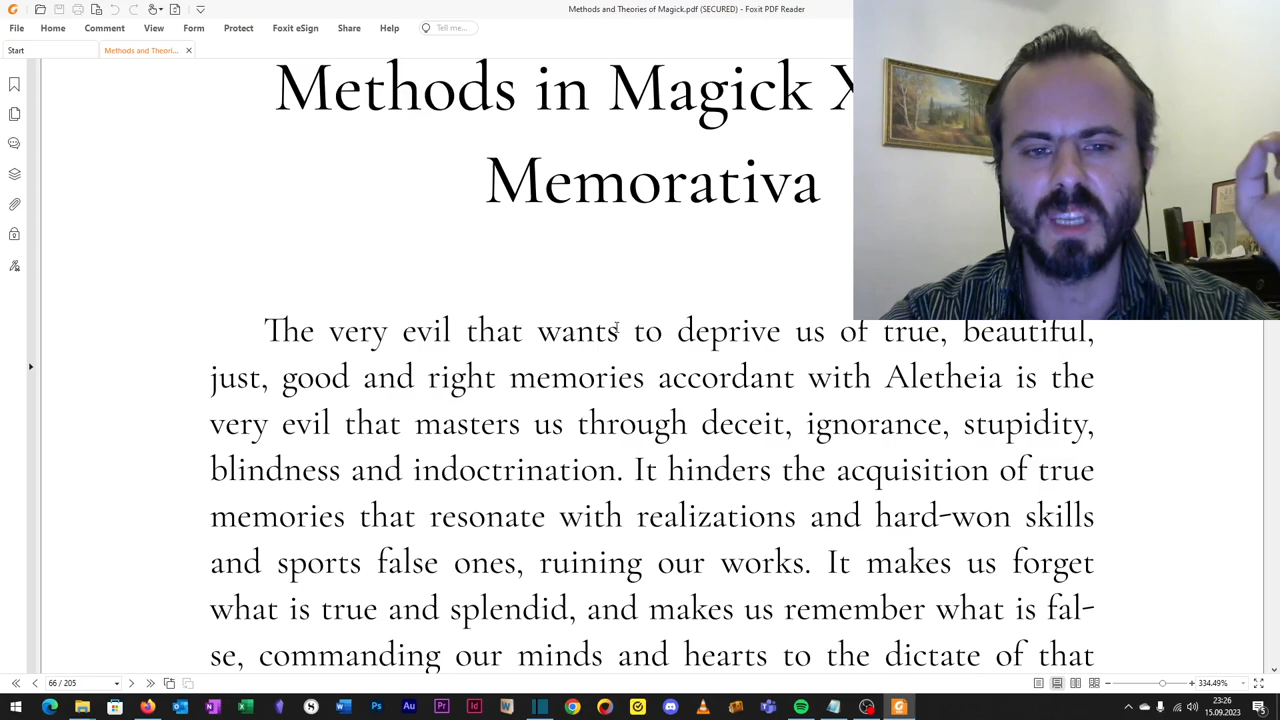 Methods and Theories of Magick.pdf (SECURED) - Foxit PDF Reader
File Home Comment View Form Protect Foxit eSign Share Help Tell me...
Start Methods and Theori...
Methods in Magick
Memorativa
The very evil that wants to deprive us of true, beautiful,
just, good and right memories accordant with Aletheia is the
very evil that masters us through deceit, ignorance, stupidity,
blindness and indoctrination. It hinders the acquisition of true
memories that resonate with realizations and hard-won skills
and sports false ones, ruining our works. It makes us forget
what is true and splendid, and makes us remember what is fal-
se, commanding our minds and hearts to the dictate of that
66 / 205 334.49%
23:26
15.09.2023